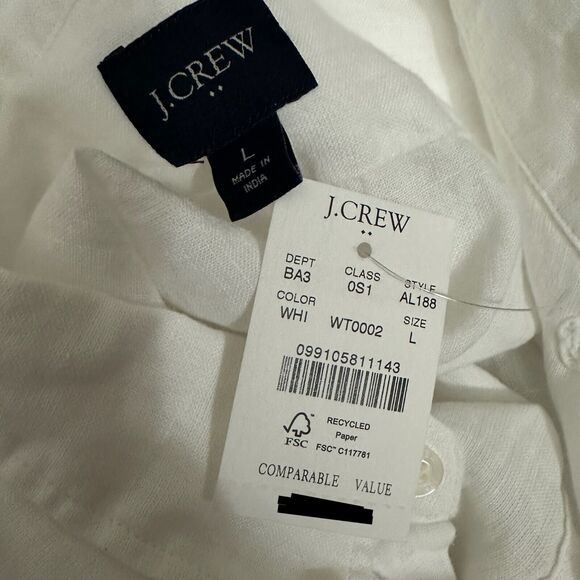 J.CREW
L
MADE IN
INDIA
J.CREW
DEPT CLASS STYLE
BA3 0S1 AL188
COLOR SIZE
WHI WT0002 L
099105811143
FSC
RECYCLED
Paper
FSC™ C117781
COMPARABLE VALUE